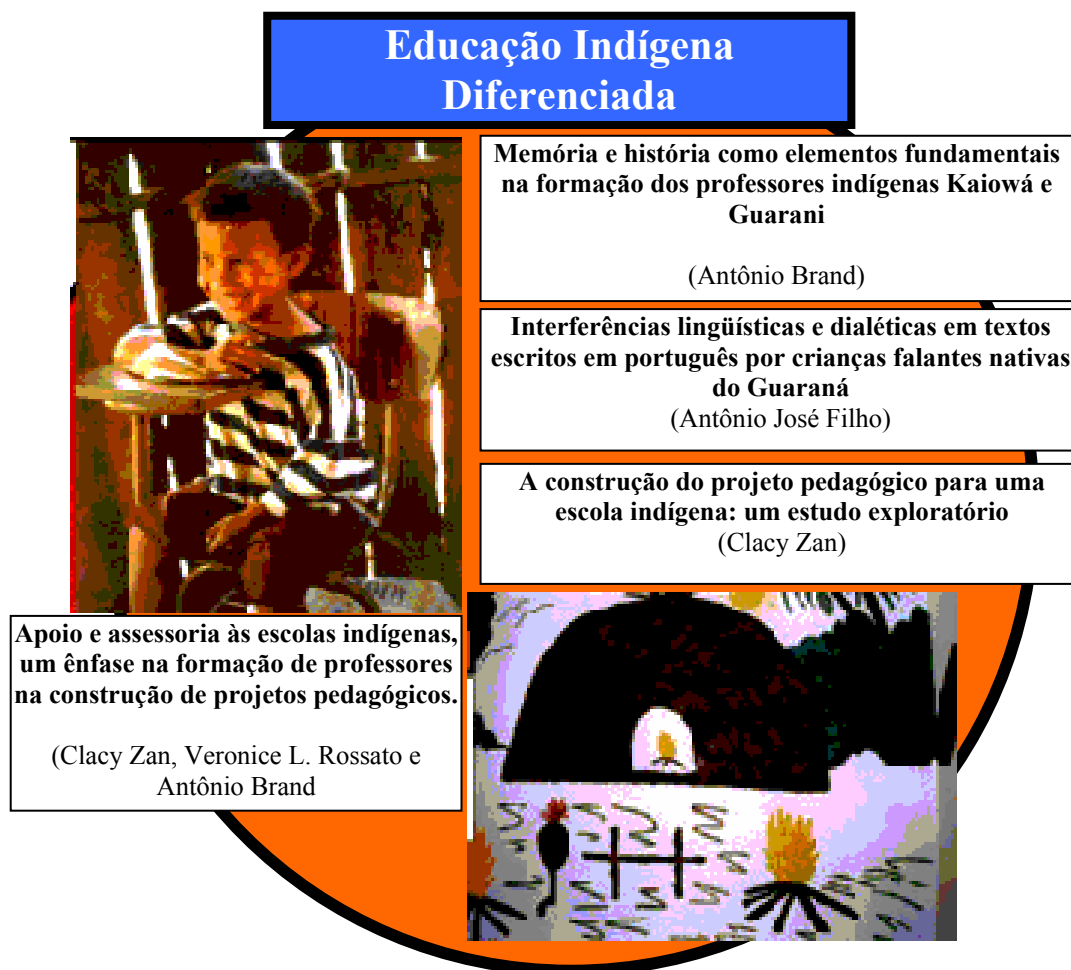 Educação Indígena
Diferenciada
Memória e história como elementos fundamentais
na formação dos professores indígenas Kaiowá e
Guarani
(Antônio Brand)
Interferências lingüísticas e dialéticas em textos
escritos em português por crianças falantes nativas
do Guaraná
(Antônio José Filho)
A construção do projeto pedagógico para uma
escola indígena: um estudo exploratório
(Clacy Zan)
Apoio e assessoria às escolas indígenas,
um ênfase na formação de professores
na construção de projetos pedagógicos.
(Clacy Zan, Veronice L. Rossato e
Antônio Brand